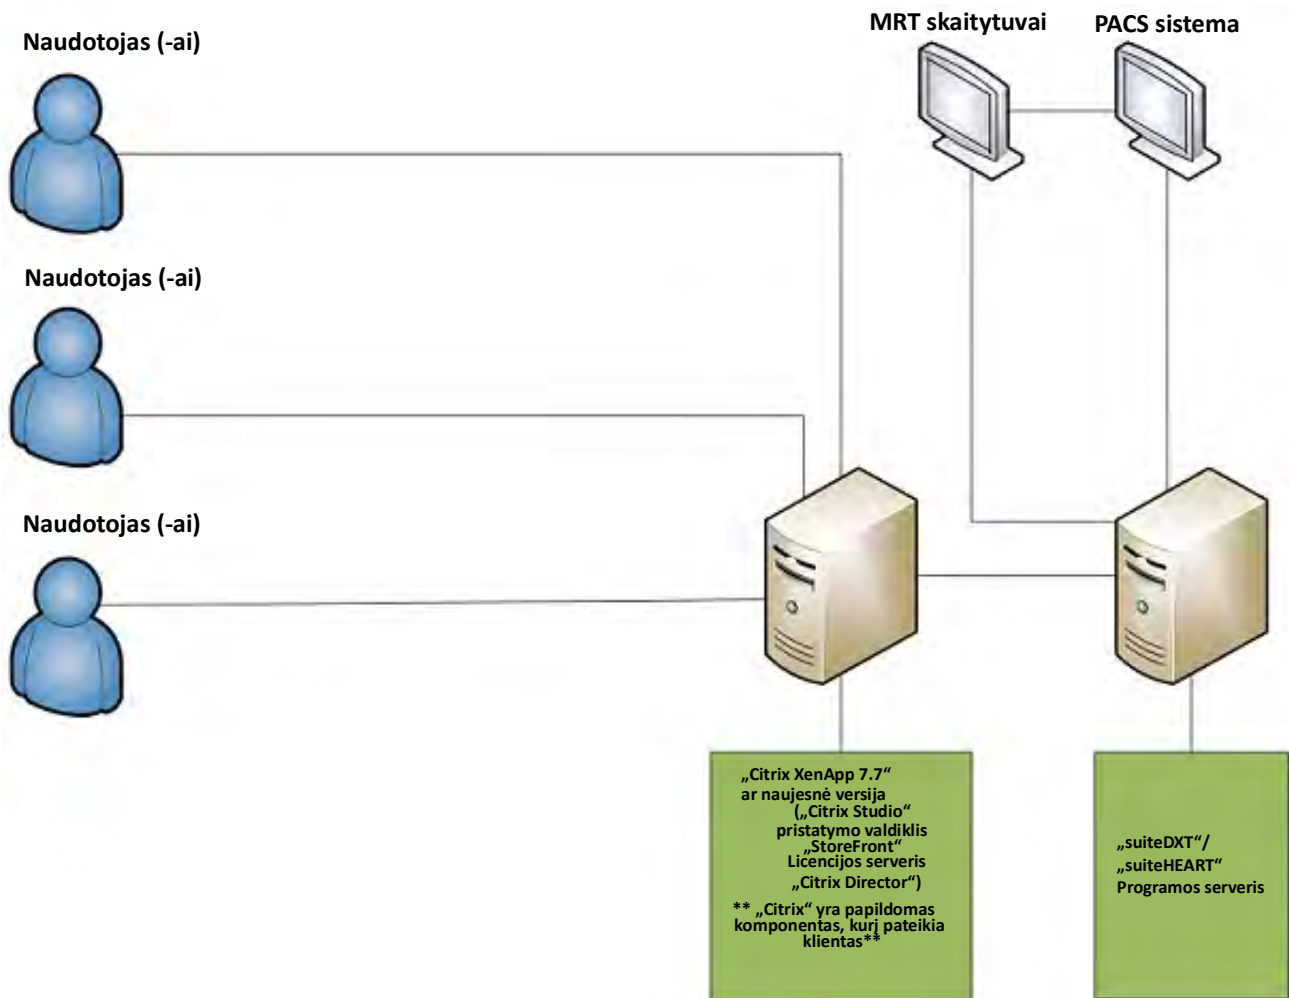 MRT skaitytuvai
PACS sistema
Naudotojas (-ai)
Naudotojas (-ai)
Naudotojas (-ai)
„Citrix XenApp 7.7“
ar naujesnė versija
(„Citrix Studio“
pristatymo valdiklis
„StoreFront“
Licencijos serveris
„Citrix Director“)
** „Citrix“ yra papildomas
komponentas, kurį pateikia
klientas**
„suiteDXT“/
„suiteHEART“
Programos serveris